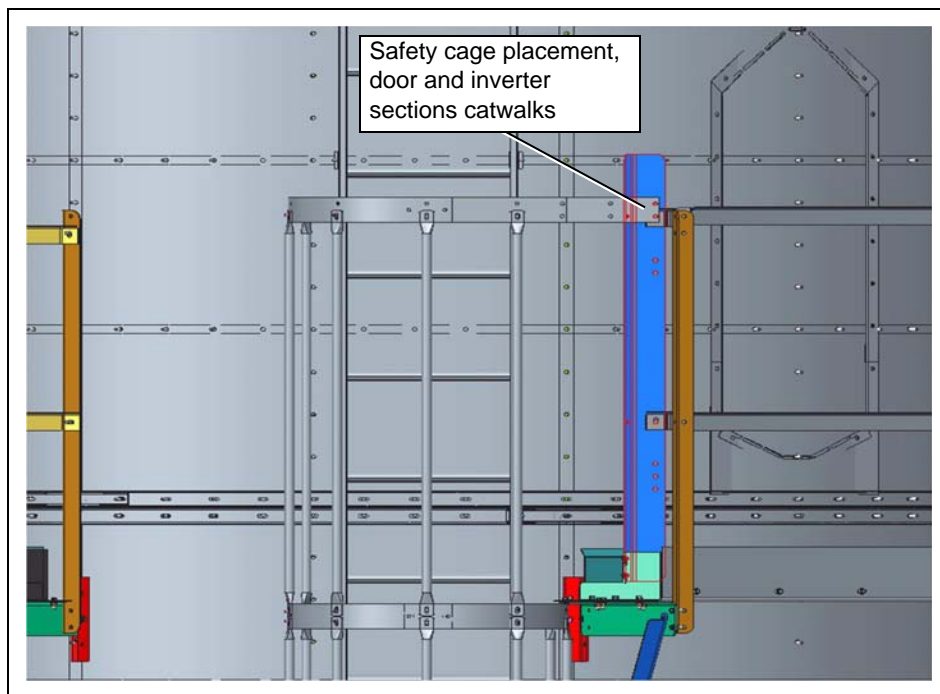 Safety cage placement,
door and inverter
sections catwalks